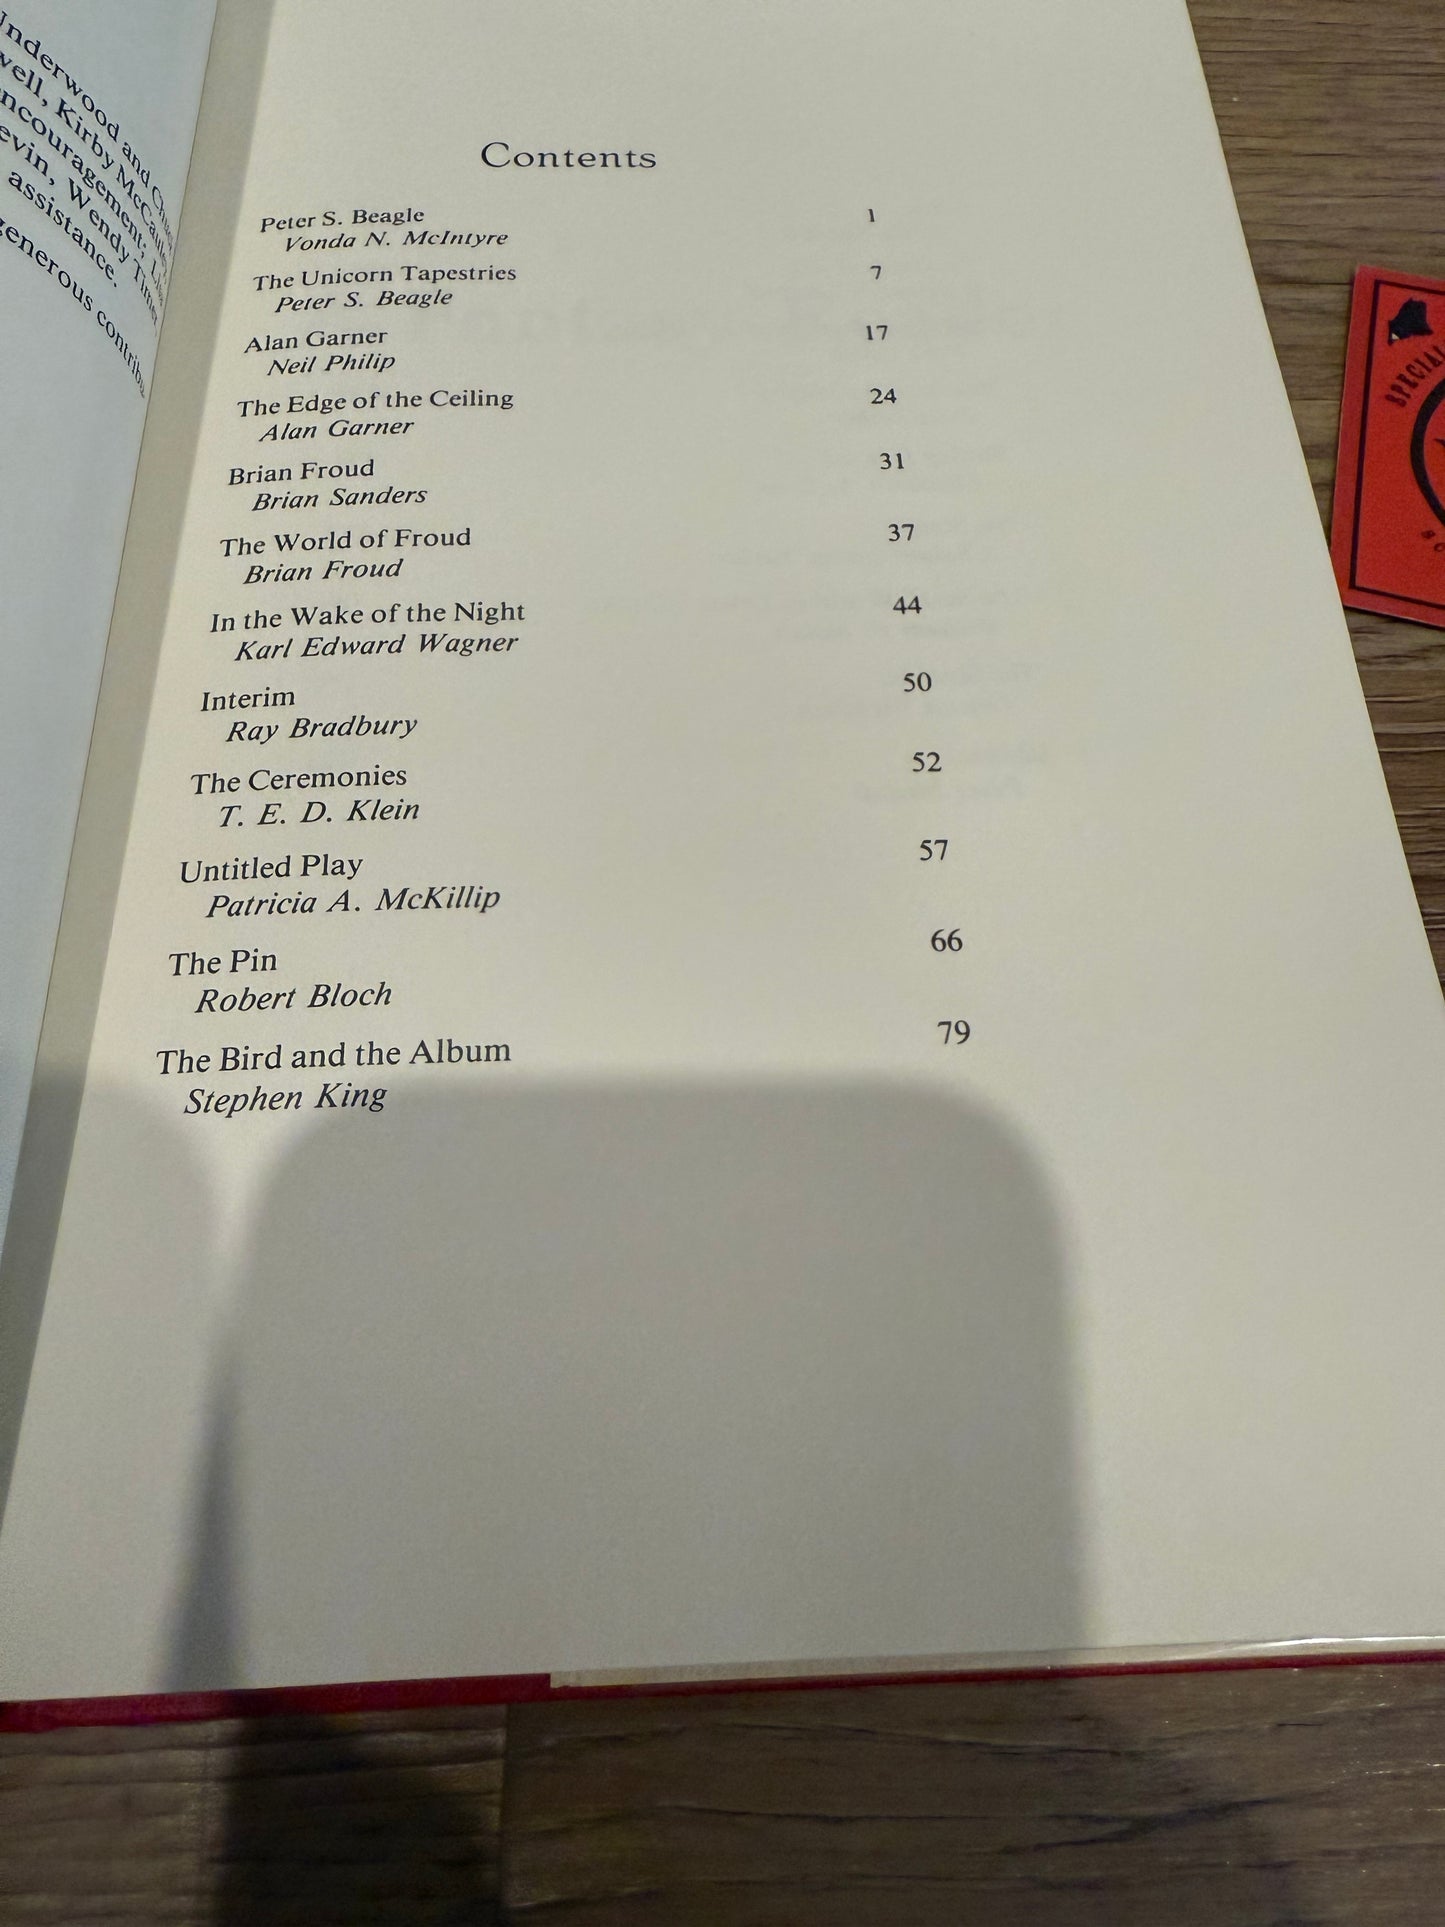 Underwood and
well, Kirby McCauley,
encouragement;
evin, Wendy
assistance.
generous
Contents
Peter S. Beagle 1
Vonda N. McIntyre
The Unicorn Tapestries 7
Peter S. Beagle
Alan Garner 17
Neil Philip
The Edge of the Ceiling 24
Alan Garner
Brian Froud 31
Brian Sanders
The World of Froud 37
Brian Froud
In the Wake of the Night 44
Karl Edward Wagner
Interim 50
Ray Bradbury
The Ceremonies 52
T. E. D. Klein
Untitled Play 57
Patricia A. McKillip
The Pin 66
Robert Bloch
The Bird and the Album 79
Stephen King
SPECIAL